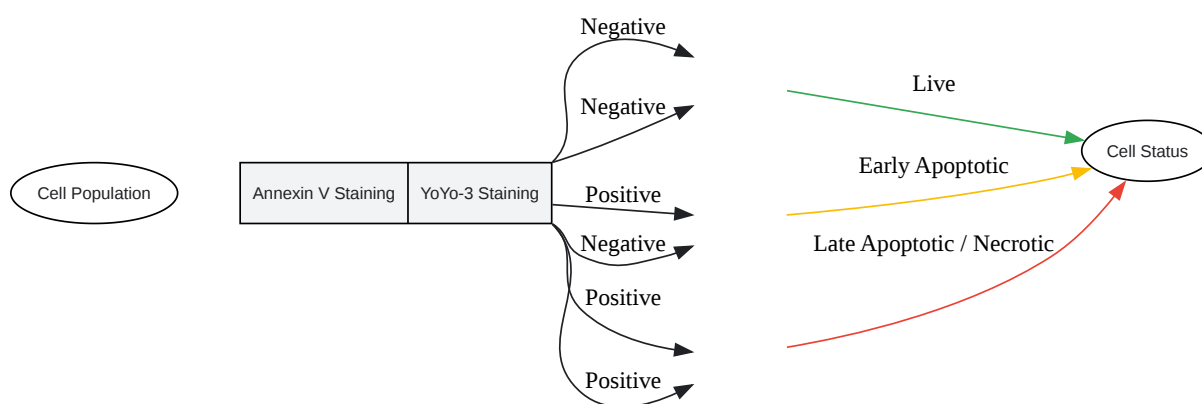 Negative
Negative
Live
Cell Population
Annexin V Staining
YoYo-3 Staining
Positive
Early Apoptotic
Cell Status
Negative
Late Apoptotic / Necrotic
Positive
Positive